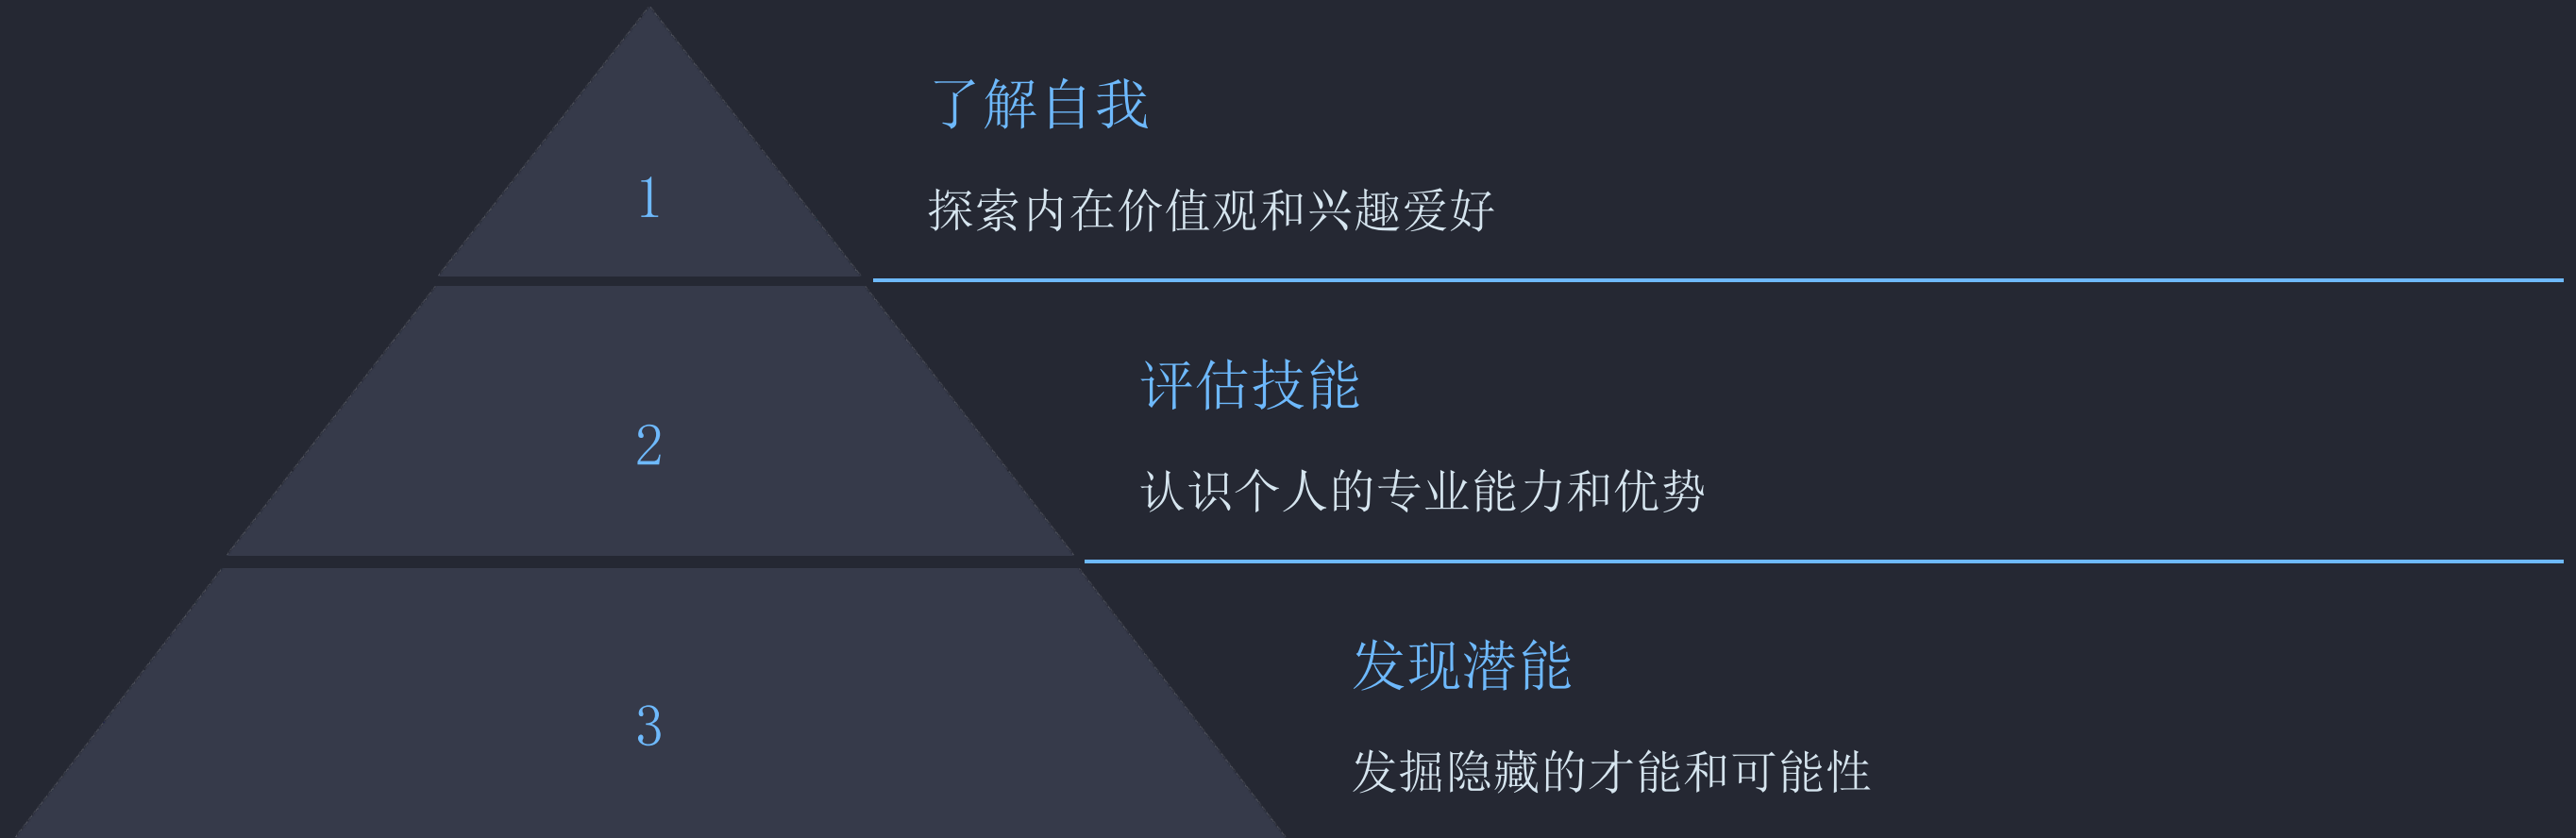 1
了解自我
探索内在价值观和兴趣爱好
2
评估技能
认识个人的专业能力和优势
3
发现潜能
发掘隐藏的才能和可能性